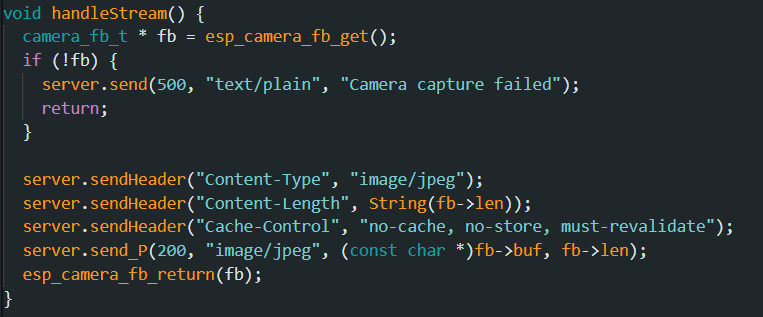 void handleStream() {
  camera_fb_t * fb = esp_camera_fb_get();
  if (!fb) {
    server.send(500, "text/plain", "Camera capture failed");
    return;
  }

  server.sendHeader("Content-Type", "image/jpeg");
  server.sendHeader("Content-Length", String(fb->len));
  server.sendHeader("Cache-Control", "no-cache, no-store, must-revalidate");
  server.send_P(200, "image/jpeg", (const char *)fb->buf, fb->len);
  esp_camera_fb_return(fb);
}